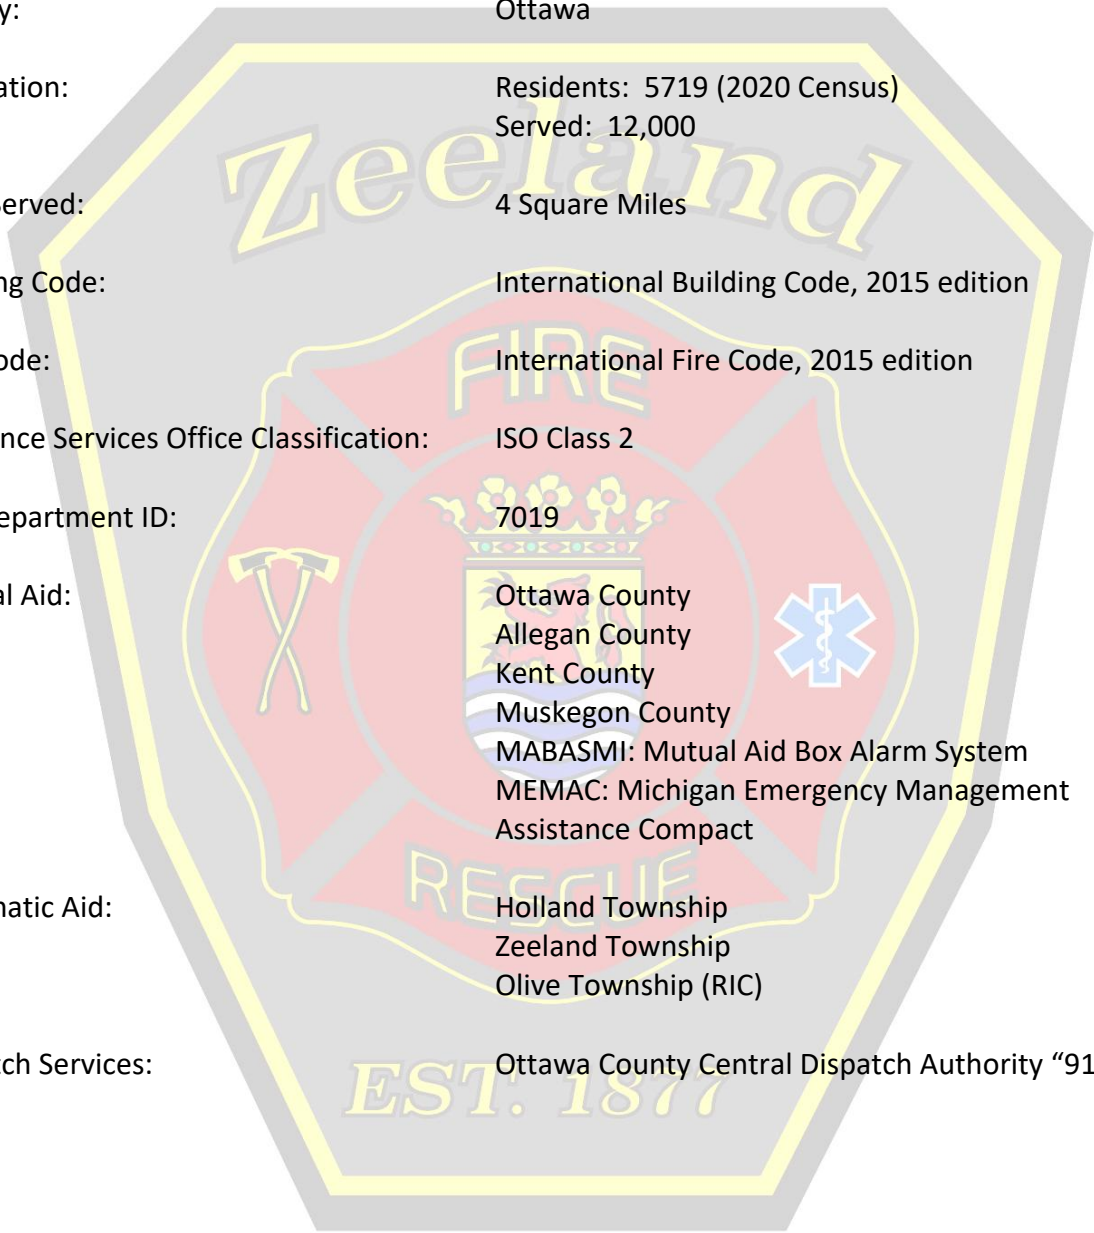 y: Ottawa
ation: Residents: 5719 (2020 Census)
Served: 12,000
Served: 4 Square Miles
ng Code: International Building Code, 2015 edition
ode: International Fire Code, 2015 edition
nce Services Office Classification: ISO Class 2
epartment ID: 7019
al Aid: Ottawa County
Allegan County
Kent County
Muskegon County
MABASMI: Mutual Aid Box Alarm System
MEMAC: Michigan Emergency Management
Assistance Compact
matic Aid: Holland Township
Zeeland Township
Olive Township (RIC)
tch Services: Ottawa County Central Dispatch Authority “91
Zeeland
FIRE
RESCUE
EST. 1877